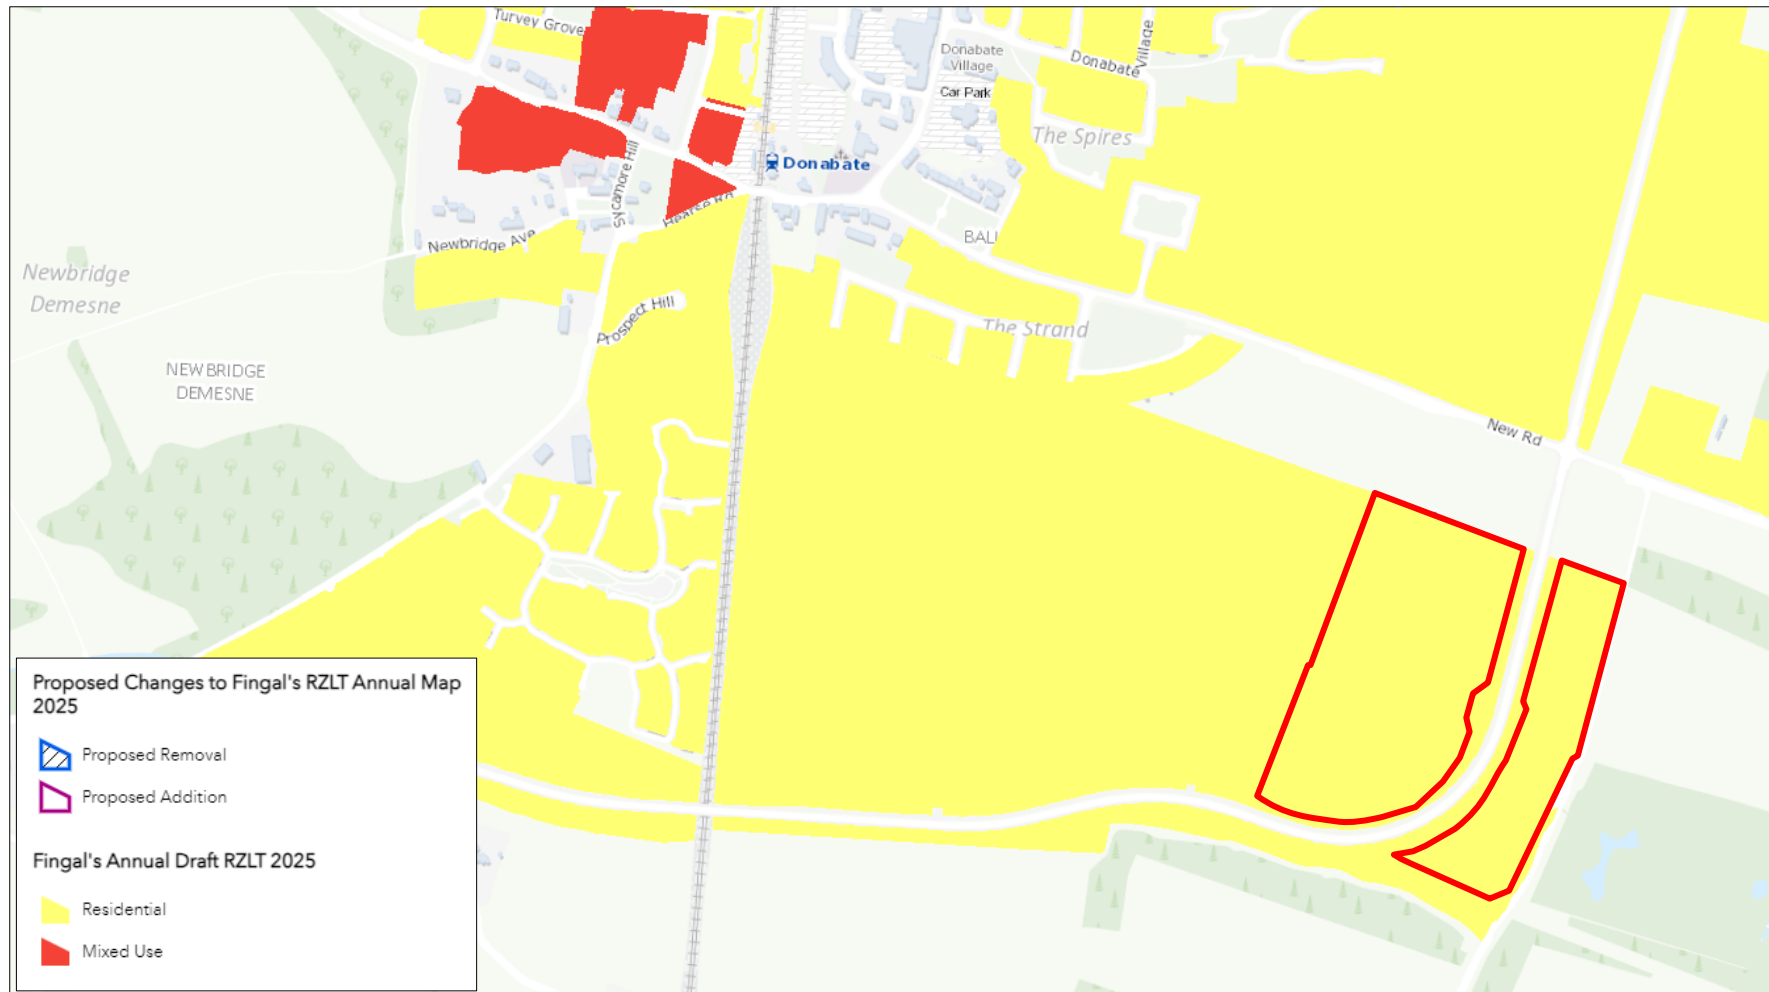 Turvey Grove
Donabate
Village
Donabate
Village
Car Park
The Spires
Donabate
Sycamore Hill
Hearse Rd
Newbridge Ave
BALL
Newbridge
Demesne
Prospect Hill
The Strand
NEWBRIDGE
DEMESNE
New Rd
Proposed Changes to Fingal's RZLT Annual Map
2025
Proposed Removal
Proposed Addition
Fingal's Annual Draft RZLT 2025
Residential
Mixed Use